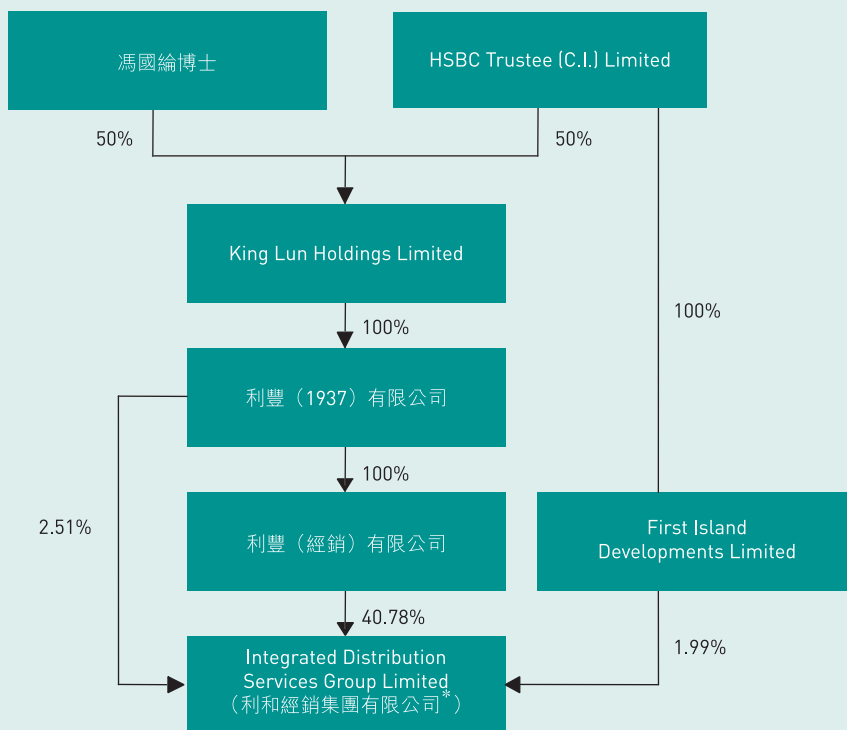 馮國綸博士
HSBC Trustee (C.I.) Limited
50%
50%
King Lun Holdings Limited
100%
100%
利豐（1937）有限公司
100%
2.51%
利豐（經銷）有限公司
First Island
Developments Limited
40.78%
1.99%
Integrated Distribution
Services Group Limited
（利和經銷集團有限公司*）